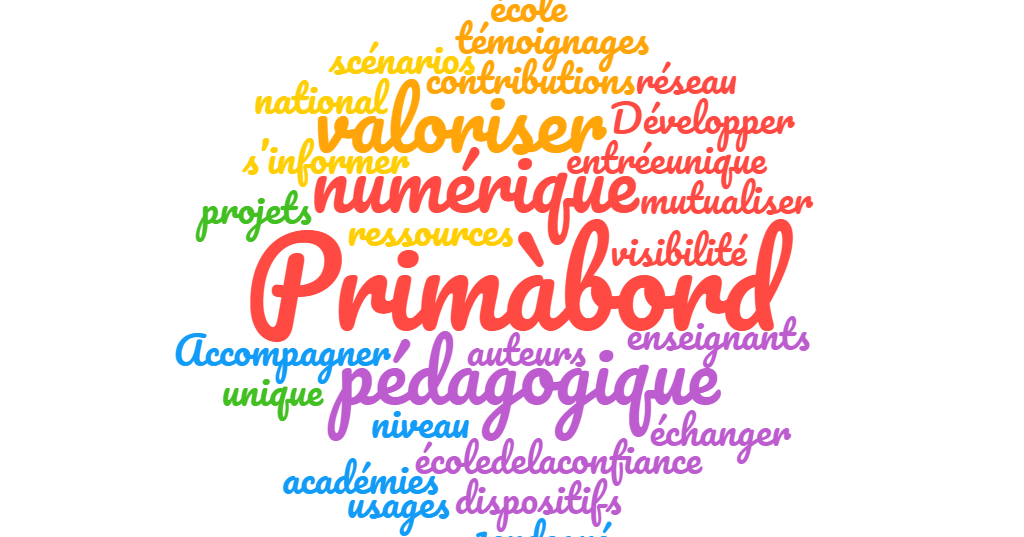 école
témoignages
scénarios
contributions réseau
national
valoriser Développer
s'informer entréeunique
numérique mutualiser
projets
ressources visibilité
Primàbord
Accompagner auteurs enseignants
unique pédagogique
niveau échanger
écoledelaconfiance
académies
usages dispositifs